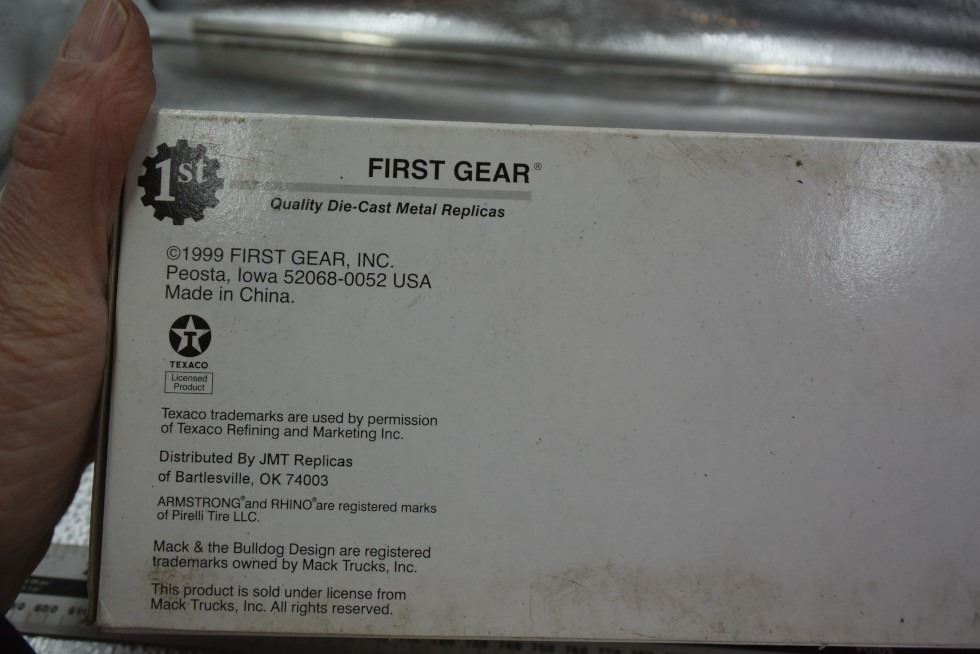 1st
FIRST GEAR®
Quality Die-Cast Metal Replicas
©1999 FIRST GEAR, INC.
Peosta, Iowa 52068-0052 USA
Made in China.
T
TEXACO
Licensed
Product
Texaco trademarks are used by permission
of Texaco Refining and Marketing Inc.
Distributed By JMT Replicas
of Bartlesville, OK 74003
ARMSTRONG® and RHINO® are registered marks
of Pirelli Tire LLC.
Mack & the Bulldog Design are registered
trademarks owned by Mack Trucks, Inc.
This product is sold under license from
Mack Trucks, Inc. All rights reserved.